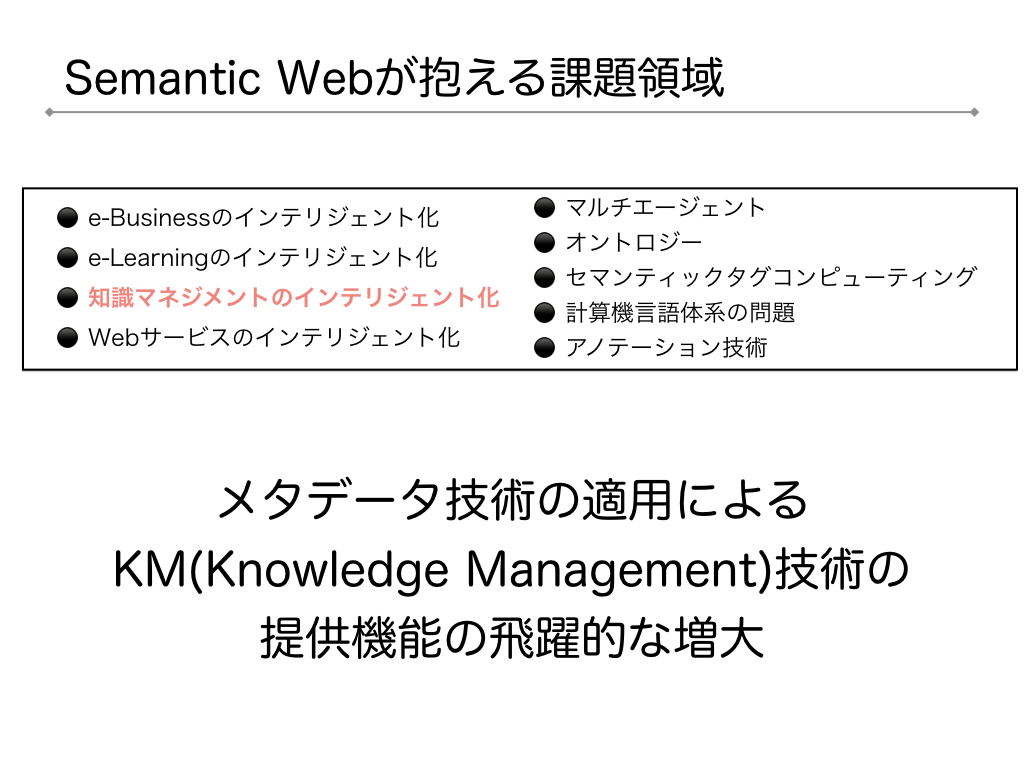 Semantic Webが抱える課題領域
● e-Businessのインテリジェント化
● e-Learningのインテリジェント化
● 知識マネジメントのインテリジェント化
● Webサービスのインテリジェント化
● マルチエージェント
● オントロジー
● セマンティックタグコンピューティング
● 計算機言語体系の問題
● アノテーション技術
メタデータ技術の適用による
KM(Knowledge Management)技術の
提供機能の飛躍的な増大